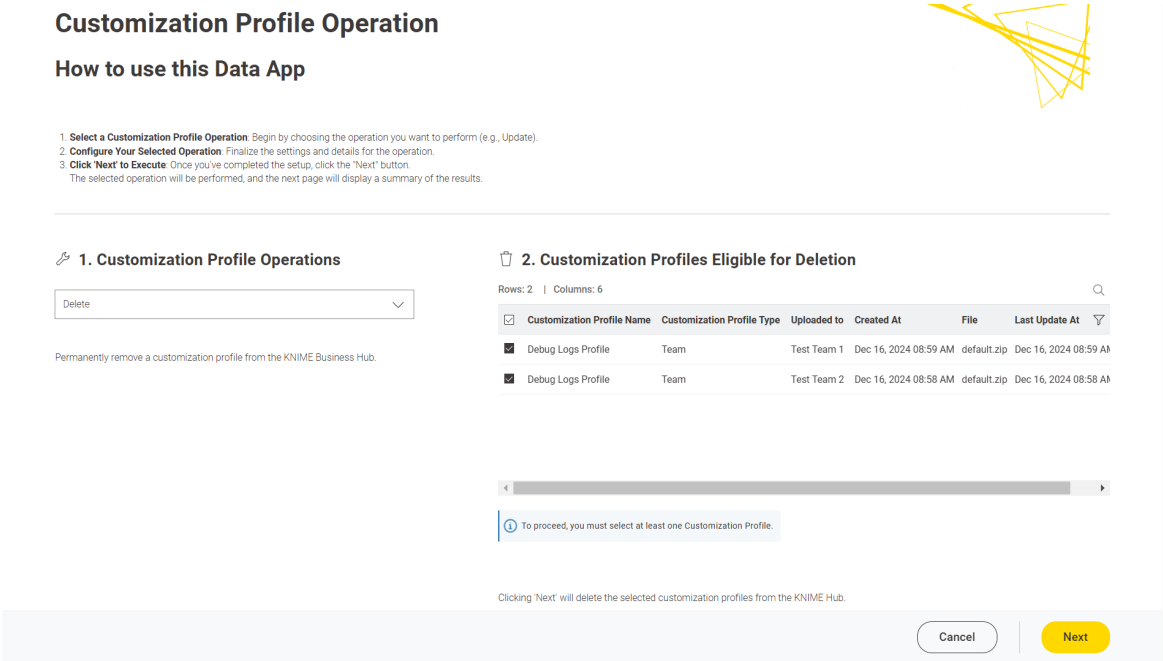 Customization Profile Operation
How to use this Data App
1. Select a Customization Profile Operation: Begin by choosing the operation you want to perform (e.g., Update).
2. Configure Your Selected Operation: Finalize the settings and details for the operation.
3. Click 'Next' to Execute: Once you've completed the setup, click the "Next" button.
The selected operation will be performed, and the next page will display a summary of the results.
1. Customization Profile Operations
Delete
Permanently remove a customization profile from the KNIME Business Hub.
2. Customization Profiles Eligible for Deletion
Rows: 2 | Columns: 6
Customization Profile Name Customization Profile Type Uploaded to Created At File Last Update At
Debug Logs Profile Team Test Team 1 Dec 16, 2024 08:59 AM default.zip Dec 16, 2024 08:59 AM
Debug Logs Profile Team Test Team 2 Dec 16, 2024 08:58 AM default.zip Dec 16, 2024 08:58 AM
To proceed, you must select at least one Customization Profile.
Clicking 'Next' will delete the selected customization profiles from the KNIME Hub.
Cancel
Next